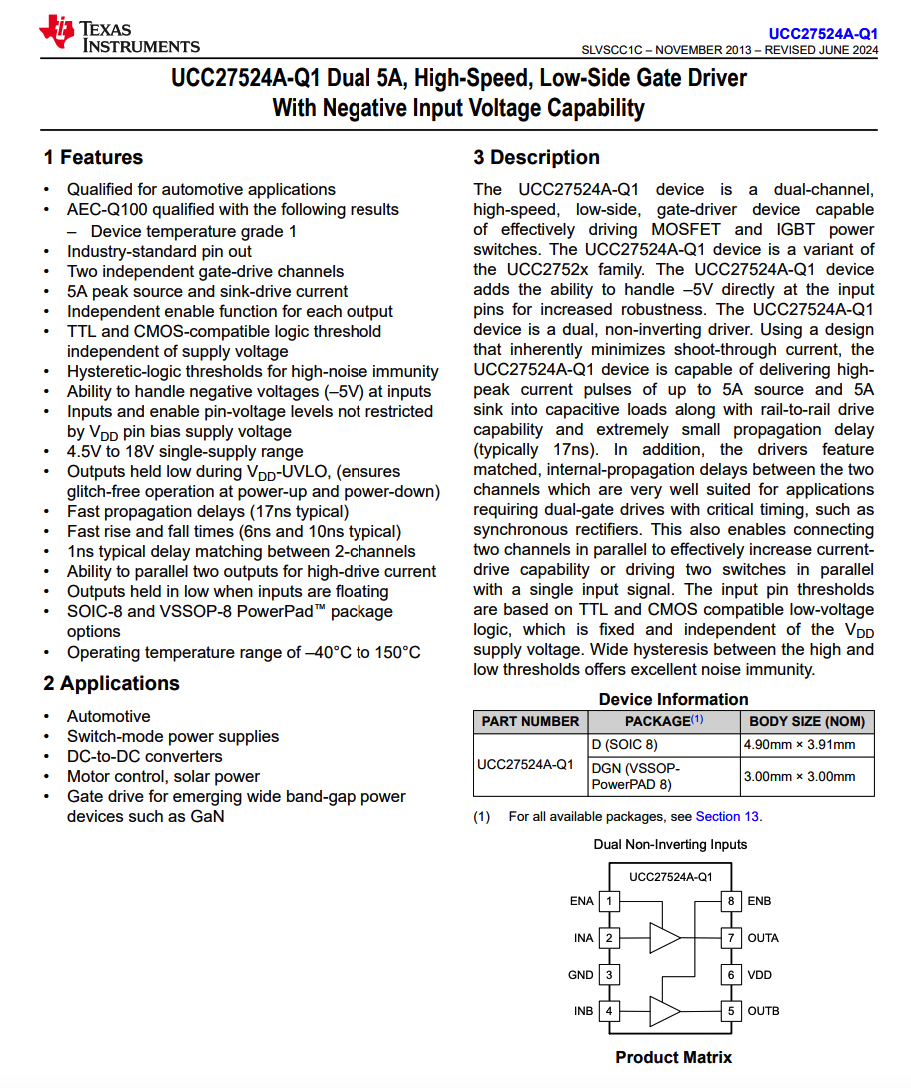 TEXAS
INSTRUMENTS
UCC27524A-Q1
SLVSCC1C – NOVEMBER 2013 – REVISED JUNE 2024
UCC27524A-Q1 Dual 5A, High-Speed, Low-Side Gate Driver
With Negative Input Voltage Capability
1 Features
• Qualified for automotive applications
• AEC-Q100 qualified with the following results
– Device temperature grade 1
• Industry-standard pin out
• Two independent gate-drive channels
• 5A peak source and sink-drive current
• Independent enable function for each output
• TTL and CMOS-compatible logic threshold
independent of supply voltage
• Hysteretic-logic thresholds for high-noise immunity
• Ability to handle negative voltages (–5V) at inputs
• Inputs and enable pin-voltage levels not restricted
by VDD pin bias supply voltage
• 4.5V to 18V single-supply range
• Outputs held low during VDD-UVLO, (ensures
glitch-free operation at power-up and power-down)
• Fast propagation delays (17ns typical)
• Fast rise and fall times (6ns and 10ns typical)
• 1ns typical delay matching between 2-channels
• Ability to parallel two outputs for high-drive current
• Outputs held in low when inputs are floating
• SOIC-8 and VSSOP-8 PowerPad™ package
options
• Operating temperature range of –40°C to 150°C
2 Applications
• Automotive
• Switch-mode power supplies
• DC-to-DC converters
• Motor control, solar power
• Gate drive for emerging wide band-gap power
devices such as GaN
3 Description
The UCC27524A-Q1 device is a dual-channel,
high-speed, low-side, gate-driver device capable
of effectively driving MOSFET and IGBT power
switches. The UCC27524A-Q1 device is a variant of
the UCC2752x family. The UCC27524A-Q1 device
adds the ability to handle –5V directly at the input
pins for increased robustness. The UCC27524A-Q1
device is a dual, non-inverting driver. Using a design
that inherently minimizes shoot-through current, the
UCC27524A-Q1 device is capable of delivering high-
peak current pulses of up to 5A source and 5A
sink into capacitive loads along with rail-to-rail drive
capability and extremely small propagation delay
(typically 17ns). In addition, the drivers feature
matched, internal-propagation delays between the two
channels which are very well suited for applications
requiring dual-gate drives with critical timing, such as
synchronous rectifiers. This also enables connecting
two channels in parallel to effectively increase current-
drive capability or driving two switches in parallel
with a single input signal. The input pin thresholds
are based on TTL and CMOS compatible low-voltage
logic, which is fixed and independent of the VDD
supply voltage. Wide hysteresis between the high and
low thresholds offers excellent noise immunity.
Device Information
PART NUMBER PACKAGE(1) BODY SIZE (NOM)
UCC27524A-Q1
D (SOIC 8) 4.90mm × 3.91mm
DGN (VSSOP-
PowerPAD 8)
3.00mm × 3.00mm
(1) For all available packages, see Section 13.
Dual Non-Inverting Inputs
UCC27524A-Q1
ENA 1 8 ENB
INA 2 7 OUTA
GND 3 6 VDD
INB 4 5 OUTB
Product Matrix